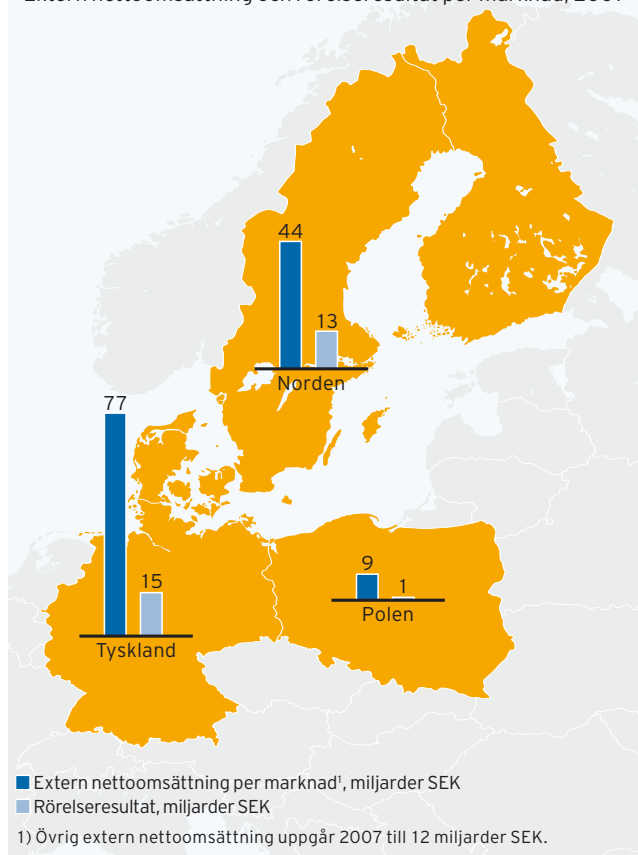 44
13
Norden
77
15
Tyskland
9
1
Polen
Extern nettoomsättning per marknad¹, miljarder SEK
Rörelseresultat, miljarder SEK
1) Övrig extern nettoomsättning uppgår 2007 till 12 miljarder SEK.